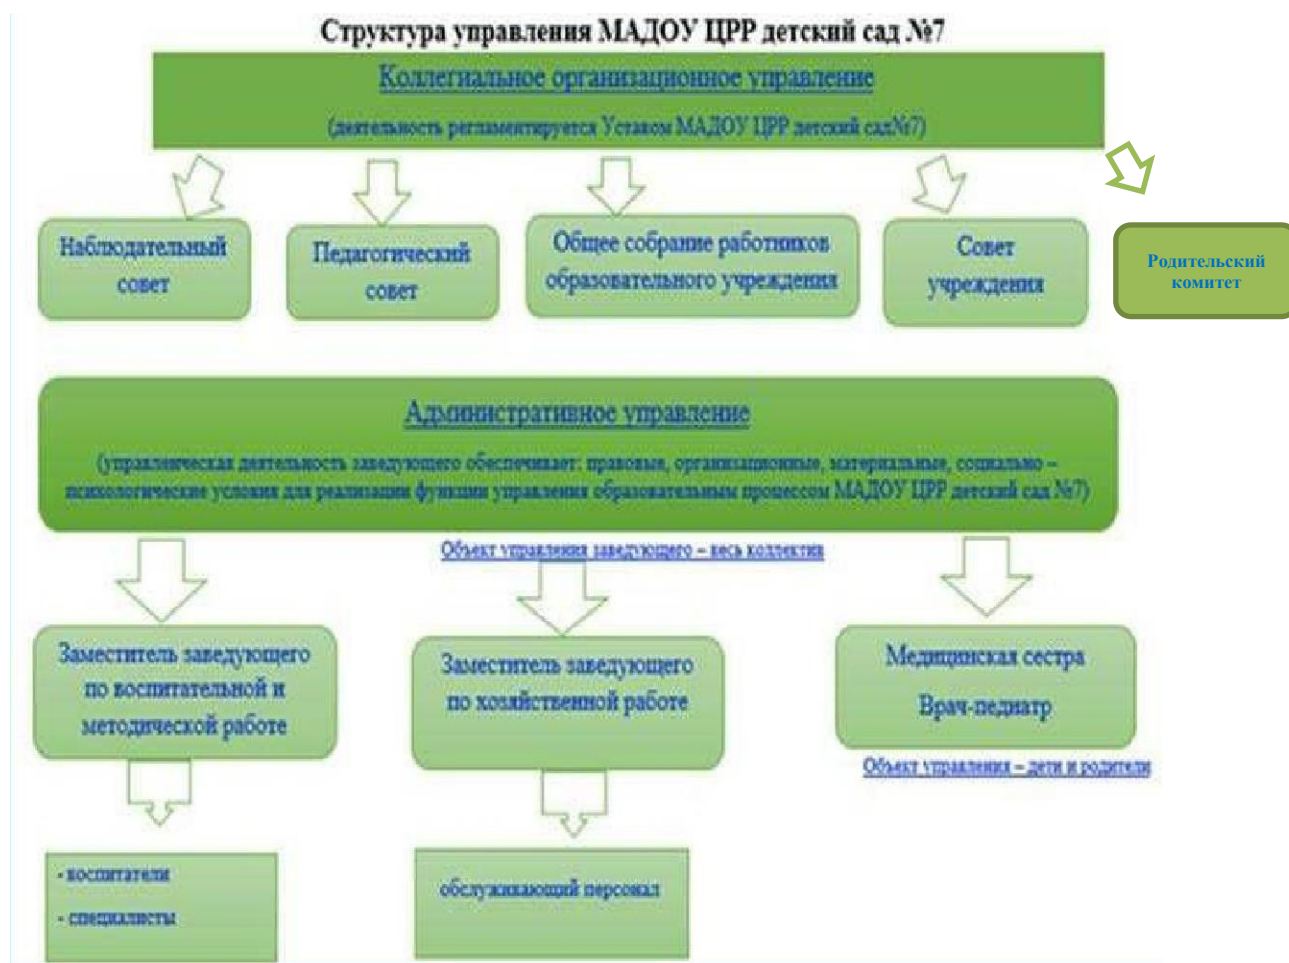 Структура управления МАДОУ ЦРР детский сад №7
Коллегиальное организационное управление
(деятельность регламентируется Уставом МАДОУ ЦРР детский сад№7)
Наблюдательный
совет
Педагогический
совет
Общее собрание работников
образовательного учреждения
Совет
учреждения
Родительский
комитет
Административное управление
(управленческая деятельность заведующего обеспечивает: правовые, организационные, материальные, социально –
психологические условия для реализации функции управления образовательным процессом МАДОУ ЦРР детский сад №7)
Объект управления заведующего – весь коллектив
Заместитель заведующего
по воспитательной и
методической работе
Заместитель заведующего
по хозяйственной работе
Медицинская сестра
Врач-педиатр
Объект управления – дети и родители
- воспитатели
- специалисты
обслуживающий персонал